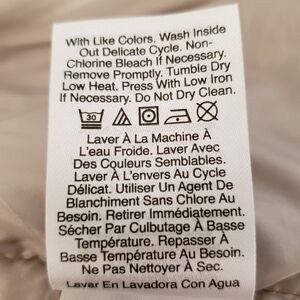 With Like Colors. Wash Inside
Out Delicate Cycle. Non-
Chlorine Bleach If Necessary.
Remove Promptly. Tumble Dry
Low Heat. Press With Low Iron
If Necessary. Do Not Dry Clean.
30
Laver À La Machine À
L'eau Froide. Laver Avec
Des Couleurs Semblables.
Laver À L'envers Au Cycle
Délicat. Utiliser Un Agent De
Blanchiment Sans Chlore Au
Besoin. Retirer Immédiatement.
Sécher Par Culbutage À Basse
Température. Repasser À
Basse Température Au Besoin.
Ne Pas Nettoyer À Sec.
Lavar En Lavadora Con Agua